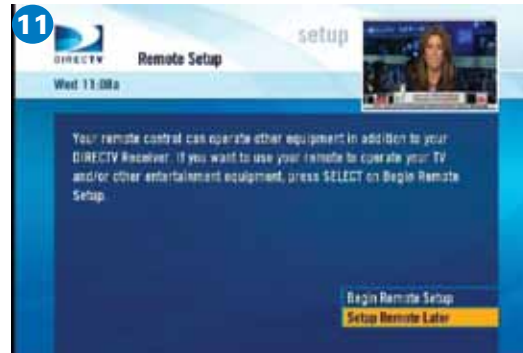 11
setup
DIRECTV
Remote Setup
Wed 11:08a
Your remote control can operate other equipment in addition to your
DIRECTV Receiver. If you want to use your remote to operate your TV
and/or other entertainment equipment, press SELECT on Begin Remote
Setup.
Begin Remote Setup
Setup Remote Later